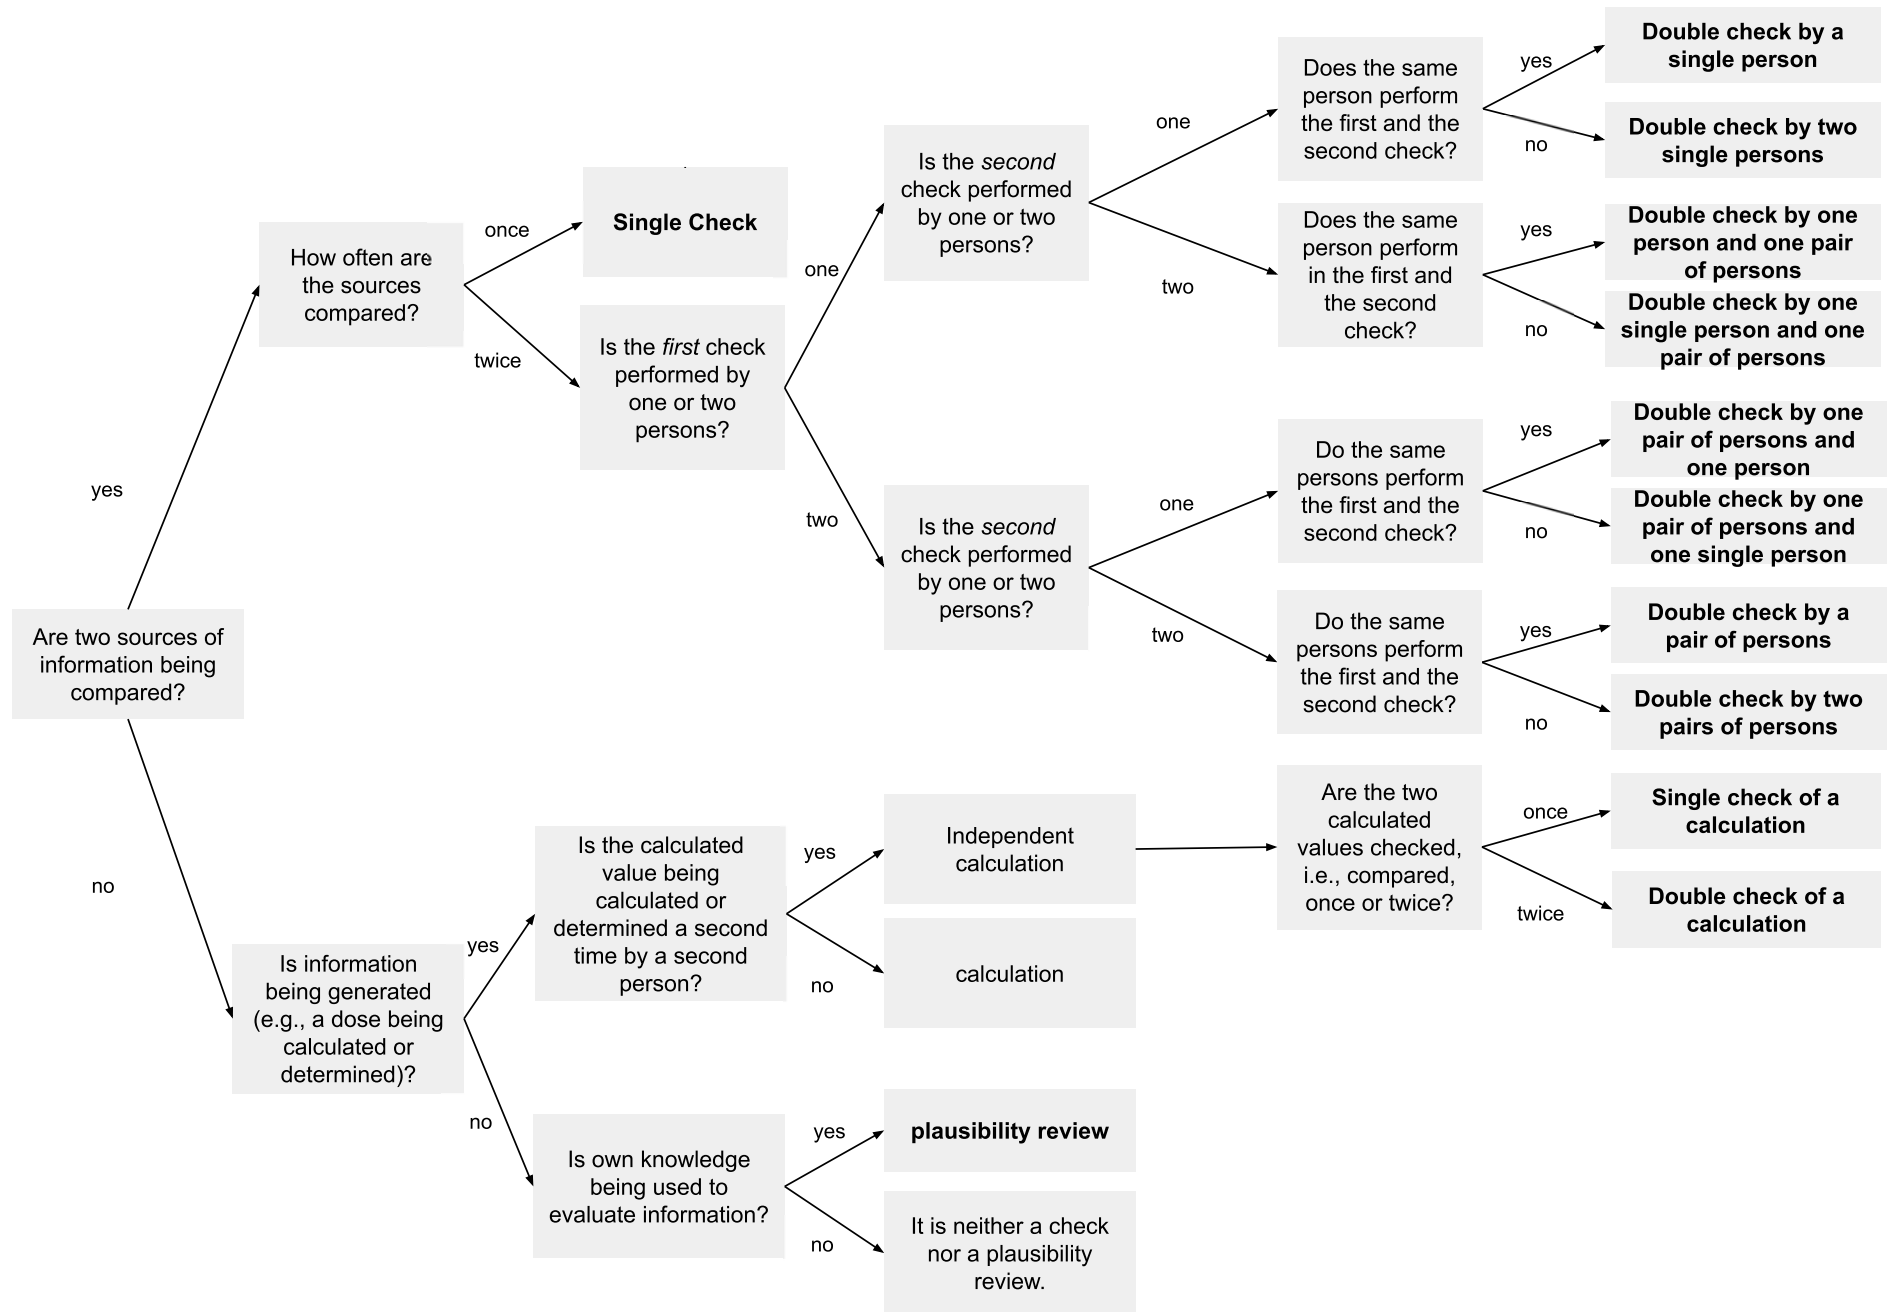 Are two sources of
information being
compared?
yes
no
How often are
the sources
compared?
once
twice
Single Check
Is the first check
performed by
one or two
persons?
one
two
Is the second
check performed
by one or two
persons?
one
two
Does the same
person perform
the first and the
second check?
yes
no
Double check by a
single person
Double check by two
single persons
Does the same
person perform
in the first and
the second
check?
yes
no
Double check by one
person and one pair
of persons
Double check by one
single person and one
pair of persons
Is the second
check performed
by one or two
persons?
one
two
Do the same
persons perform
the first and the
second check?
yes
no
Double check by one
pair of persons and
one person
Double check by one
pair of persons and
one single person
Do the same
persons perform
the first and the
second check?
yes
no
Double check by a
pair of persons
Double check by two
pairs of persons
Is information
being generated
(e.g., a dose being
calculated or
determined)?
yes
no
Is the calculated
value being
calculated or
determined a second
time by a second
person?
yes
no
Independent
calculation
calculation
Are the two
calculated
values checked,
i.e., compared,
once or twice?
once
twice
Single check of a
calculation
Double check of a
calculation
Is own knowledge
being used to
evaluate information?
yes
no
plausibility review
It is neither a check
nor a plausibility
review.